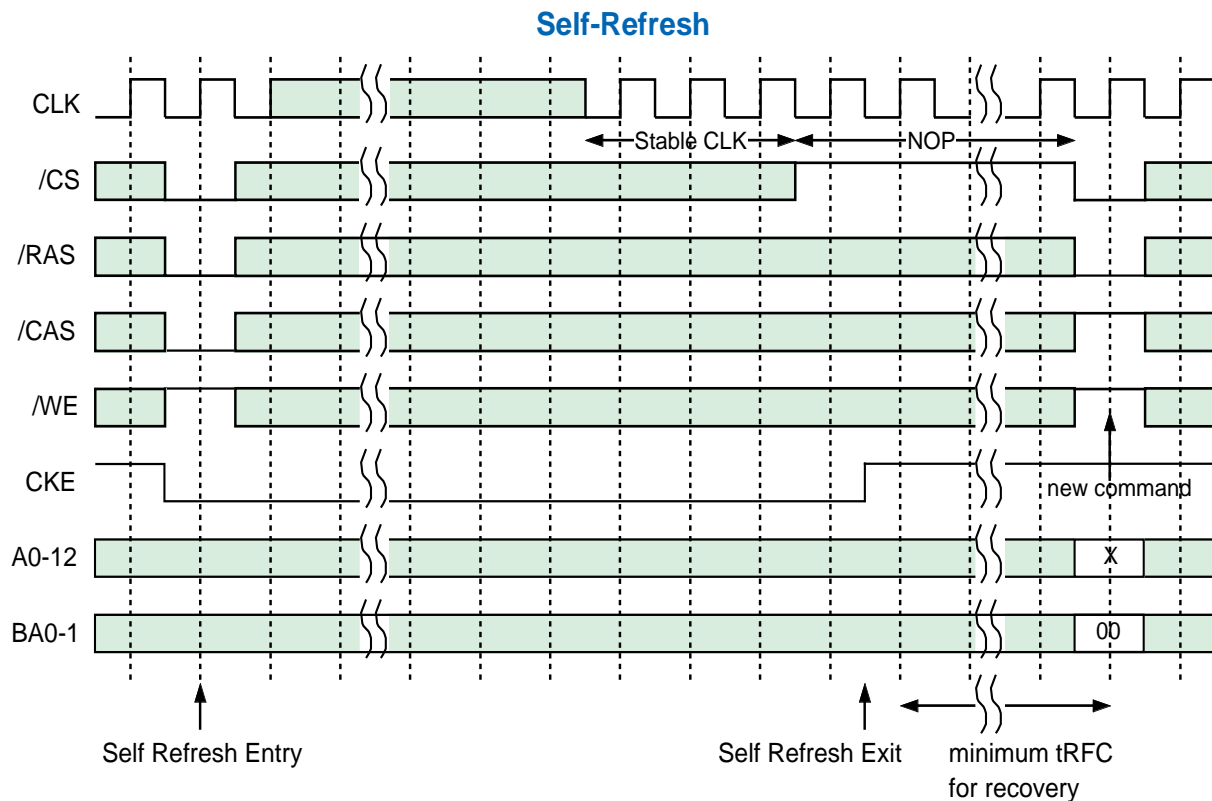 Self-Refresh
CLK
Stable CLK
NOP
/CS
/RAS
/CAS
/WE
CKE
new command
A0-12
X
BA0-1
00
Self Refresh Entry
Self Refresh Exit
minimum tRFC
for recovery